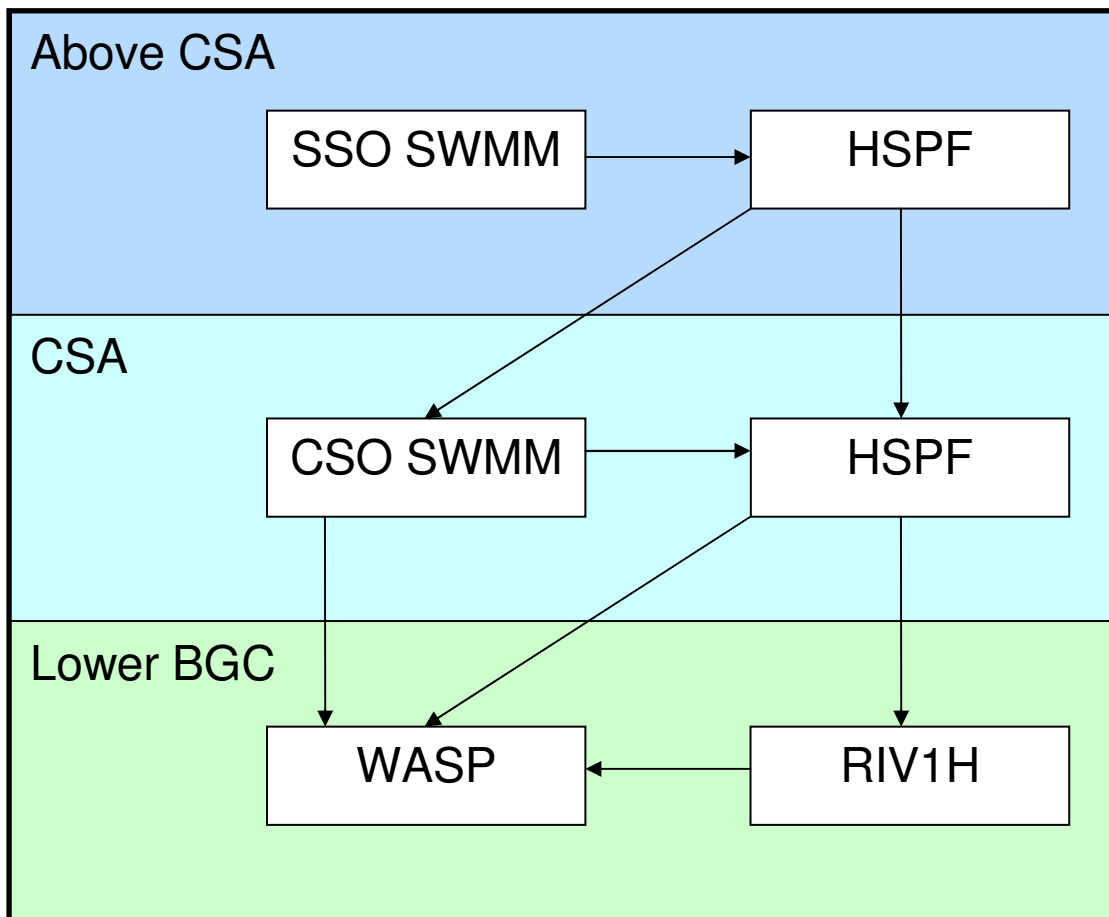 Above CSA
SSO SWMM
HSPF
CSA
CSO SWMM
HSPF
Lower BGC
WASP
RIV1H